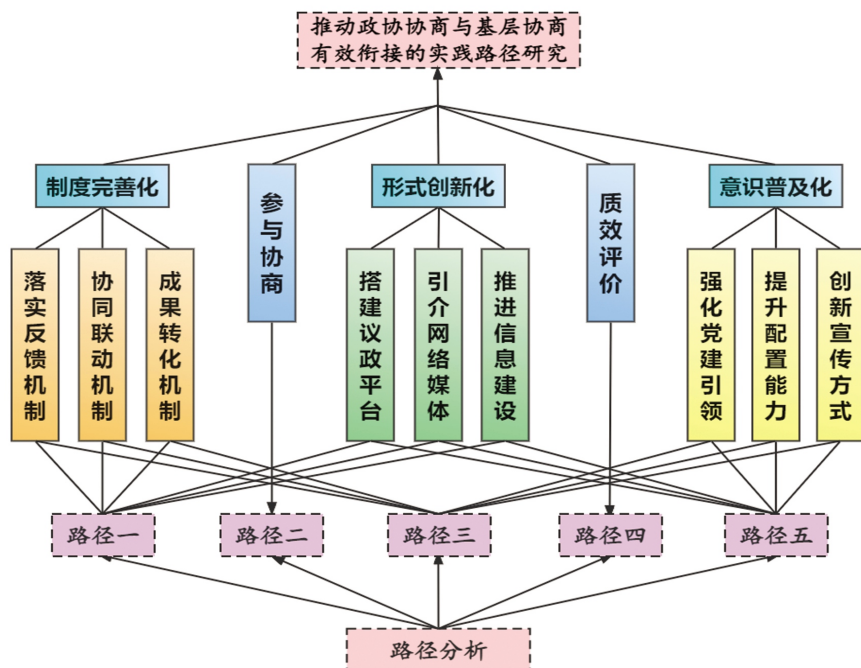 推动政协协商与基层协商
有效衔接的实践路径研究
制度完善化
参与协商
形式创新化
质效评价
意识普及化
落实反馈机制
协同联动机制
成果转化机制
搭建议政平台
引介网络媒体
推进信息建设
强化党建引领
提升配置能力
创新宣传方式
路径一
路径二
路径三
路径四
路径五
路径分析